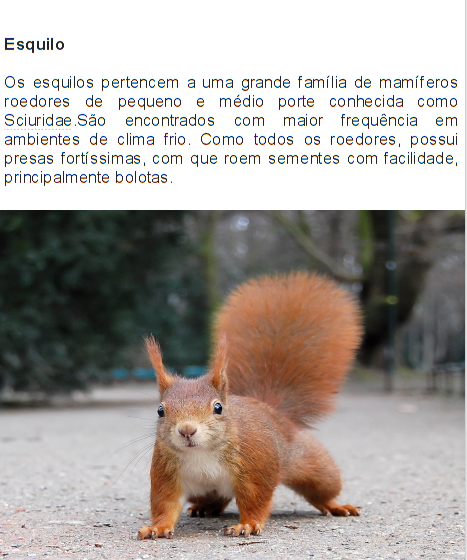 Esquilo
Os esquilos pertencem a uma grande família de mamíferos
roedores de pequeno e médio porte conhecida como
Sciuridae.São encontrados com maior frequência em
ambientes de clima frio. Como todos os roedores, possui
presas fortíssimas, com que roem sementes com facilidade,
principalmente bolotas.